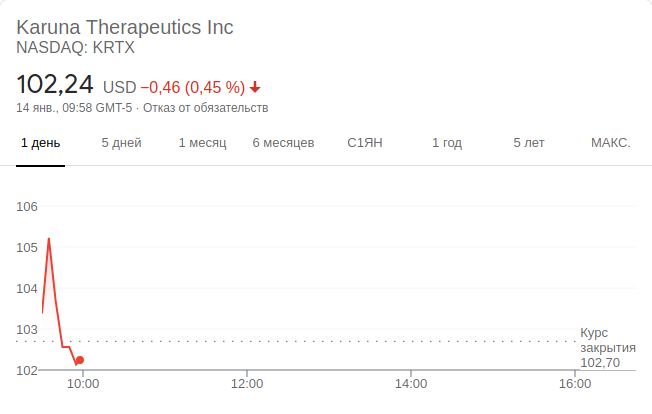 Karuna Therapeutics Inc
NASDAQ: KRTX
102,24 USD −0,46 (0,45 %)
14 янв., 09:58 GMT-5 · Отказ от обязательств
1 день 5 дней 1 месяц 6 месяцев С1ЯН 1 год 5 лет МАКС.
106
105
104
103
102
Курс
закрытия
102,70
10:00 12:00 14:00 16:00